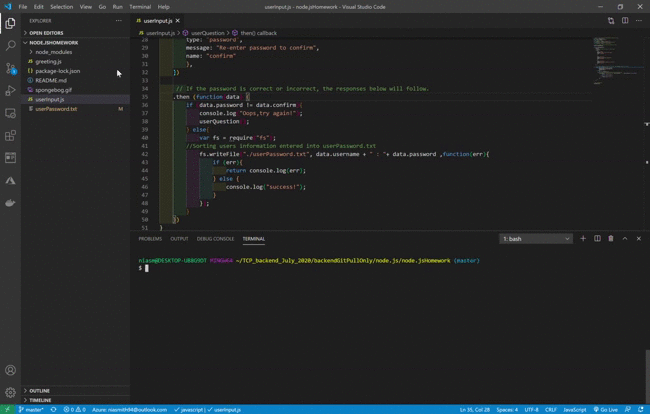 File Edit Selection View Go Run Terminal Help
userInput.js - node.jsHomework - Visual Studio Code
EXPLORER
OPEN EDITORS
NODE.JSHOMEWORK
node_modules
JS greeting.js
{ } package-lock.json
README.md
spongebog.gif
JS userInput.js
userPassword.txt M
OUTLINE
TIMELINE
JS userInput.js
JS userInput.js > userQuestion > then() callback
28 type: "password",
29 message: "Re-enter password to confirm",
30 name: "confirm"
31 },
32 ])
33
34 // If the password is correct or incorrect, the responses below will follow.
35 .then (function data {
36 if data.password != data.confirm {
37 console.log "Oops,try again!" ;
38 userQuestion ;
39 } else{
40 var fs = require "fs" ;
41 //Sorting users information entered into userPassword.txt
42 fs.writeFile "./userPassword.txt", data.username + " : "+ data.password ,function(err){
43 if (err){
44 return console.log(err);
45 } else {
46 console.log("success!");
47 }
48 } ;
49 }
50 })
51 }
PROBLEMS OUTPUT DEBUG CONSOLE TERMINAL
1: bash
~/TCP_backend_July_2020/backendGitPullOnly/node.js/node.jsHomework (master)
$
master* 0 0 Azure: niasmith94@outlook.com javascript | userInput.js
Ln 35, Col 28 Spaces: 4 UTF-8 CRLF JavaScript Go Live